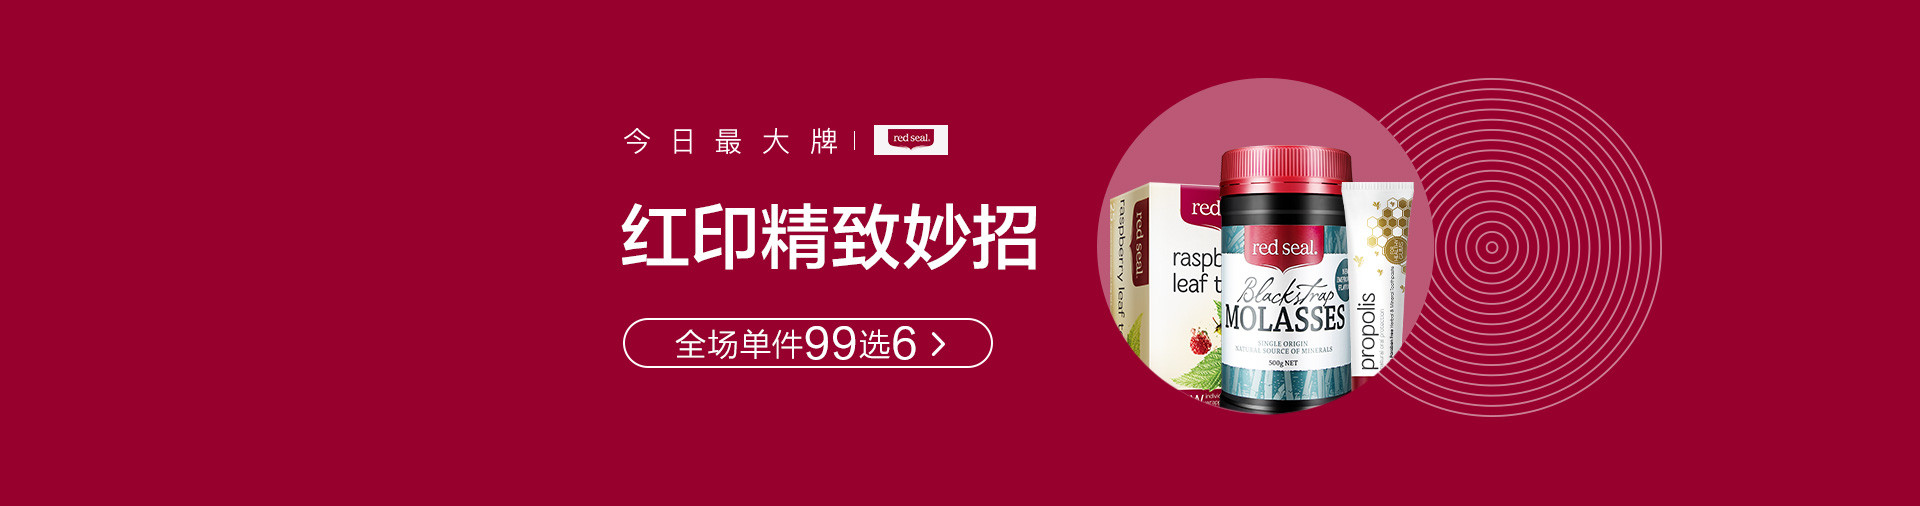 今日最大牌
red seal.
红印精致妙招
全场单件99选6
red seal.
raspberry leaf t
red
raspb
leaf t
red seal.
Blackstrap
MOLASSES
SINGLE ORIGIN
NATURAL SOURCE OF MINERALS
500g NET
propolis